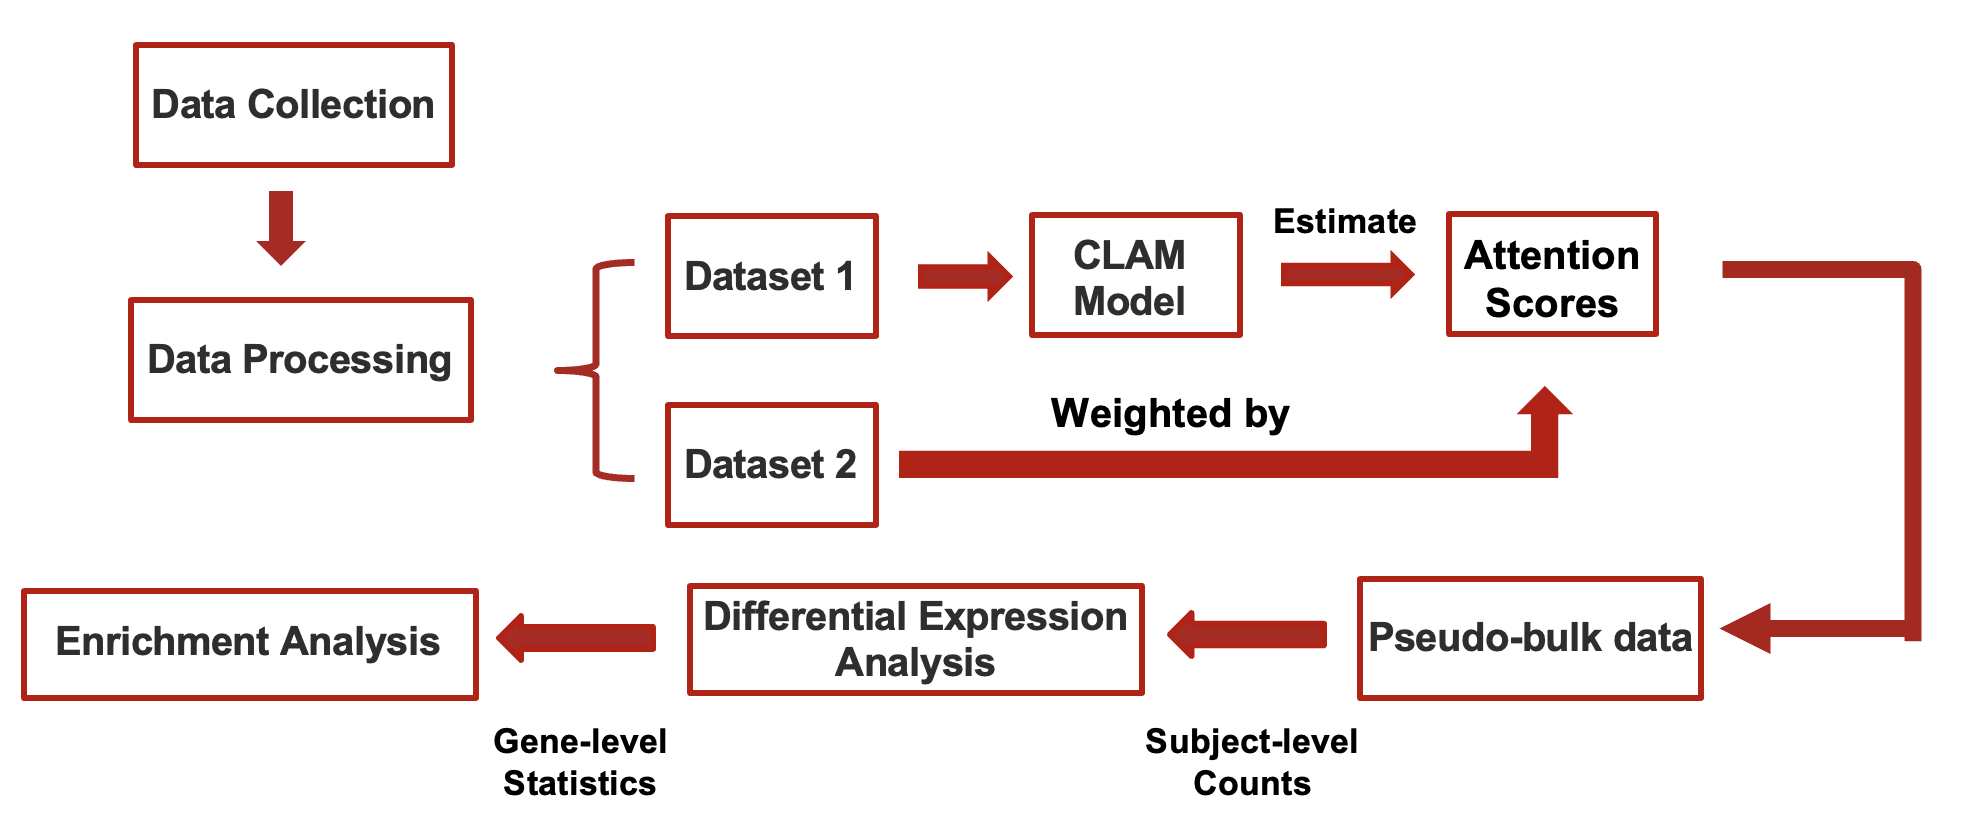 Data Collection
Data Processing
Dataset 1
CLAM
Model
Estimate
Attention
Scores
Dataset 2
Weighted by
Pseudo-bulk data
Subject-level
Counts
Differential Expression
Analysis
Gene-level
Statistics
Enrichment Analysis